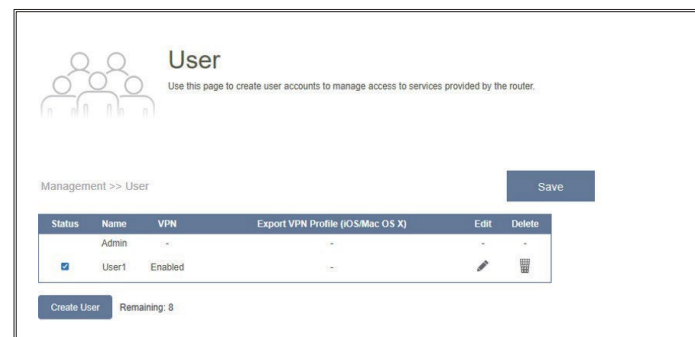 User
Use this page to create user accounts to manage access to services provided by the router.
Management >> User
Save
Status Name VPN Export VPN Profile (iOS/Mac OS X) Edit Delete
Admin - - - -
User1 Enabled -
Create User Remaining: 8